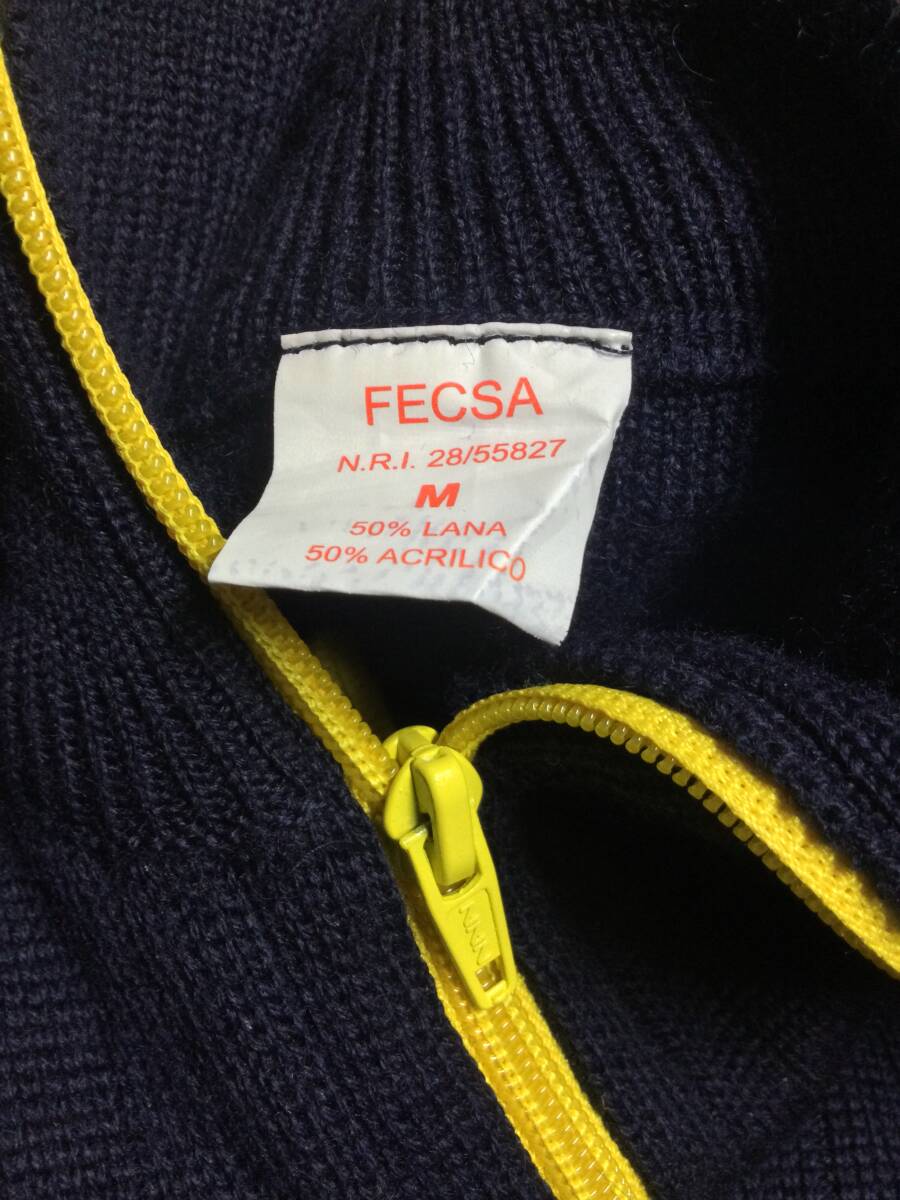 FECSA
N.R.I. 28/55827
M
50% LANA
50% ACRILICO